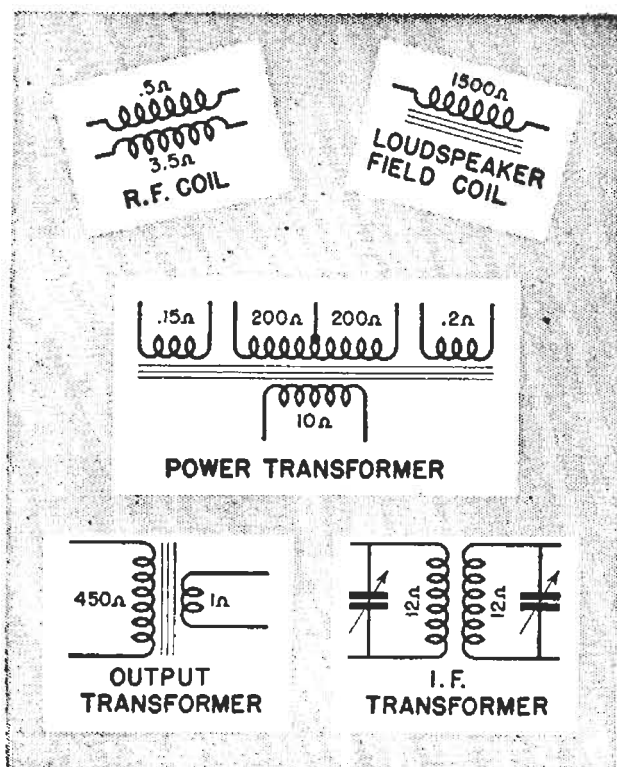 .5Ω
3.5Ω
R.F. COIL
1500Ω
LOUDSPEAKER
FIELD COIL
.15Ω 200Ω 200Ω .2Ω
10Ω
POWER TRANSFORMER
450Ω 1Ω
OUTPUT
TRANSFORMER
12Ω 12Ω
I.F.
TRANSFORMER